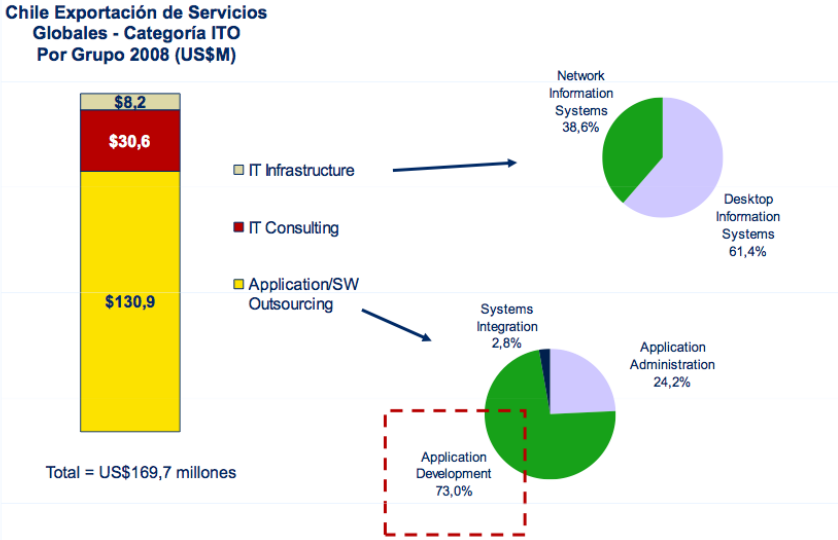 Chile Exportación de Servicios
Globales - Categoría ITO
Por Grupo 2008 (US$M)
$8,2
$30,6
$130,9
Total = US$169,7 millones
IT Infrastructure
IT Consulting
Application/SW
Outsourcing
Network
Information
Systems
38,6%
Desktop
Information
Systems
61,4%
Systems
Integration
2,8%
Application
Administration
24,2%
Application
Development
73,0%